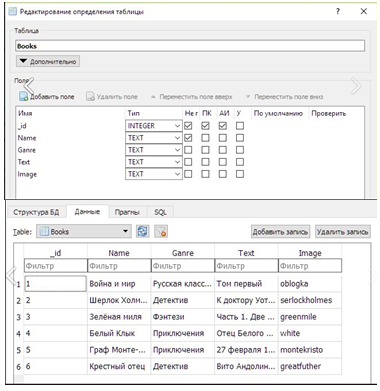 Редактирование определения таблицы ? ×
Таблица
Books
▼ Дополнительно
Поля
Добавить поле Удалить поле Переместить поле вверх Переместить поле вниз
Имя Тип Не г ПК АИ У По умолчанию Проверить
_id INTEGER
Name TEXT
Ganre TEXT
Text TEXT
Image TEXT
Структура БД Данные Прагмы SQL
Table: Books Добавить запись Удалить запись
_id Name Ganre Text Image
Фильтр Фильтр Фильтр Фильтр Фильтр
1 1 Война и мир Русская класс... Том первый oblogka
2 2 Шерлок Холм... Детектив К доктору Уот... serlockholmes
3 3 Зелёная миля Фэнтези Часть 1. Две ... greenmile
4 4 Белый Клык Приключения Отец Белого ... white
5 5 Граф Монте-... Приключения 27 февраля 1... montekristo
6 6 Крестный отец Детектив Вито Андолин... greatfuther